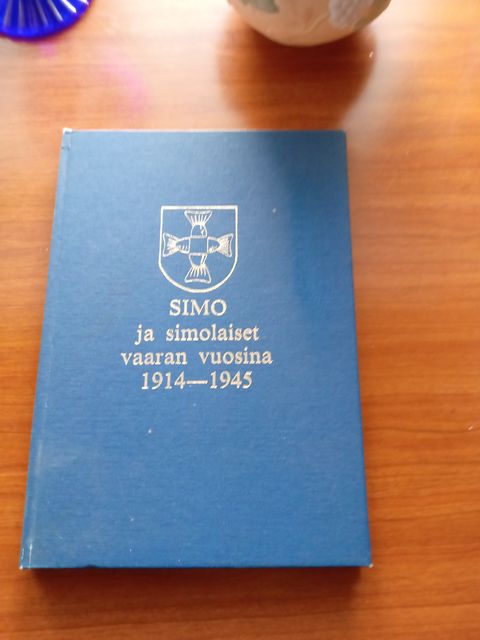 SIMO
ja simolaiset
vaaran vuosina
1914—1945